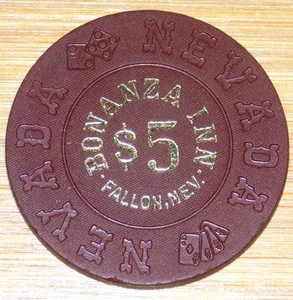 NEVADA
NEVADA
BONANZA INN
$5
FALLON, NEV.